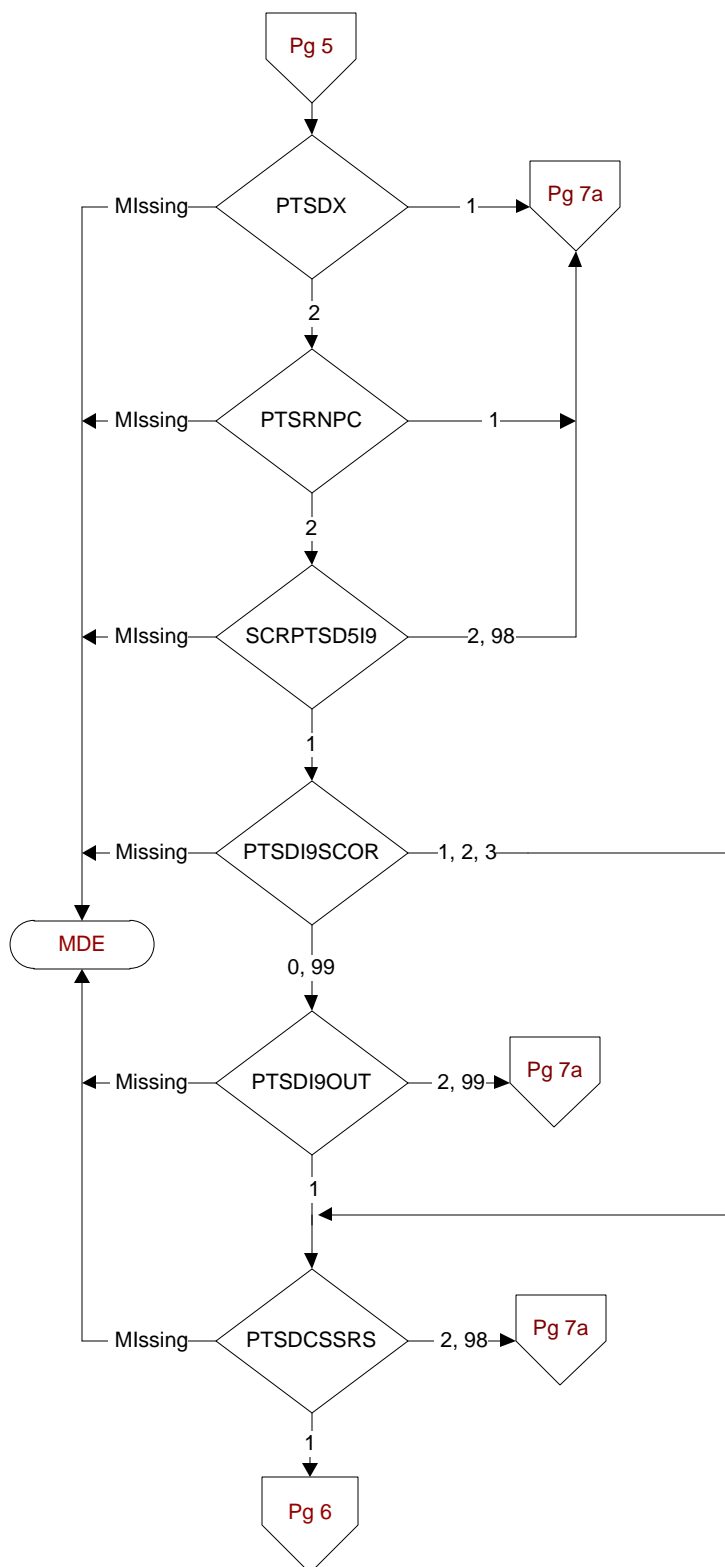 Pg 5
MIssing
PTSDX
1
Pg 7a
2
MIssing
PTSRNPC
1
2
MIssing
SCRPTSD5I9
2, 98
1
Missing
PTSDI9SCOR
1, 2, 3
MDE
0, 99
Missing
PTSDI9OUT
2, 99
Pg 7a
1
MIssing
PTSDCSSRS
2, 98
Pg 7a
1
Pg 6